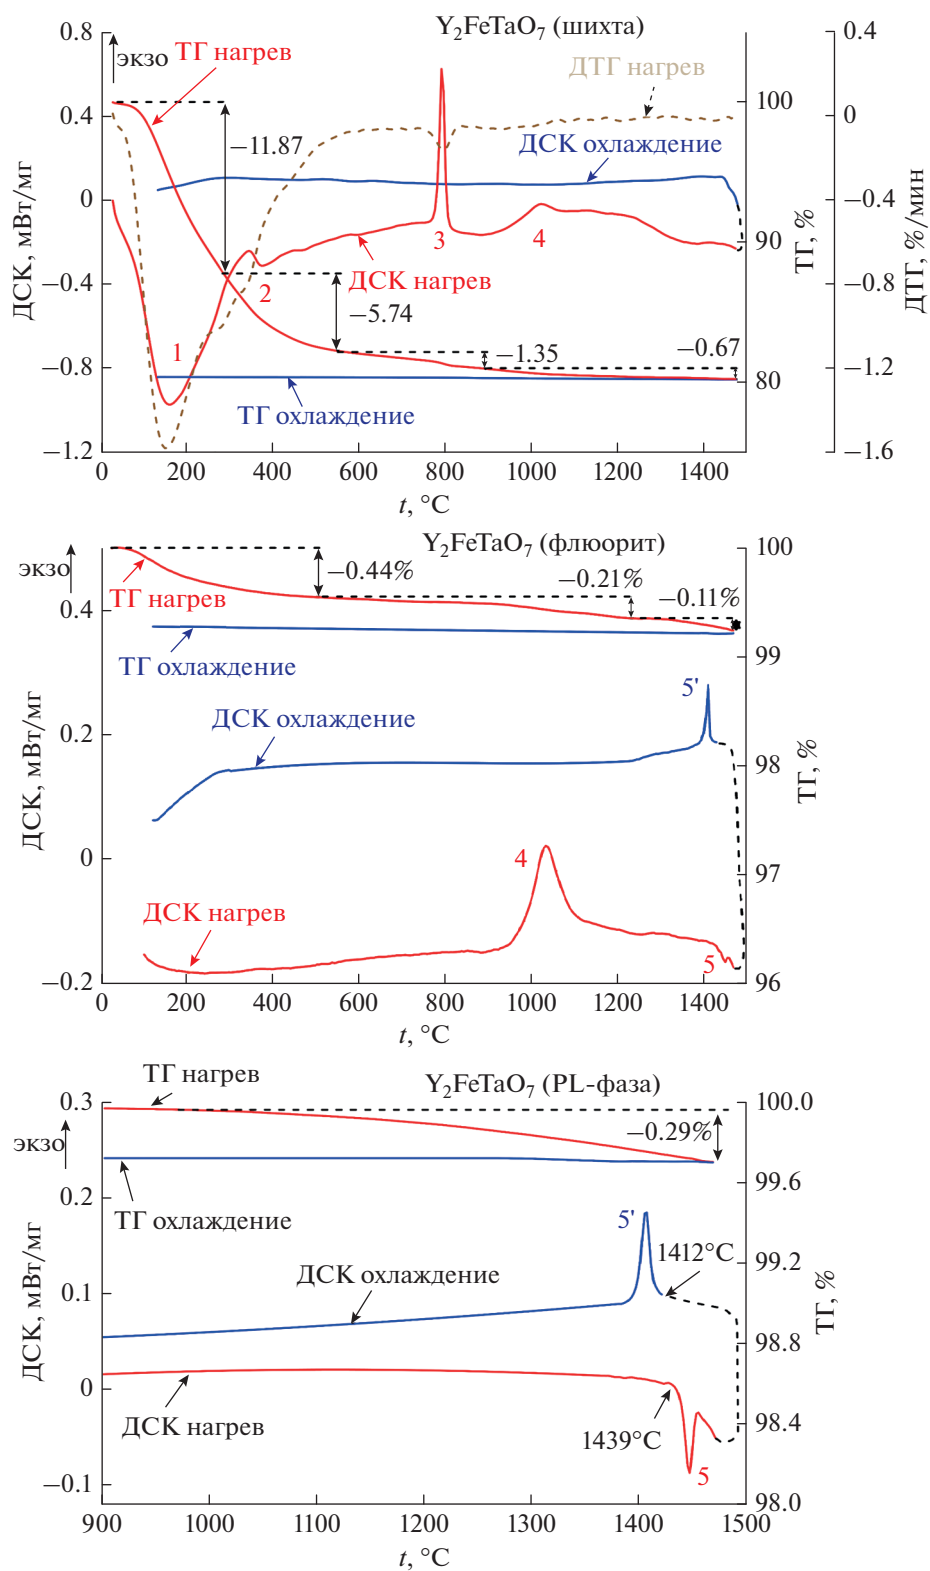 Y₂FeTaO₇ (шихта)
0.8
0.4
0
−0.4
−0.8
−1.2
ДСК, мВт/мг
экзо
ТГ нагрев
ДТГ нагрев
−11.87
ДСК охлаждение
3
4
2
ДСК нагрев
−5.74
1
−1.35
−0.67
ТГ охлаждение
100
90
80
ТГ, %
0.4
0
−0.4
−0.8
−1.2
−1.6
ДТГ, %/мин
0 200 400 600 800 1000 1200 1400
t, °C
Y₂FeTaO₇ (флюорит)
экзо
−0.44%
−0.21%
−0.11%
ТГ нагрев
0.4
0.2
0
−0.2
ДСК, мВт/мг
ТГ охлаждение
5'
ДСК охлаждение
4
ДСК нагрев
5
100
99
98
97
96
ТГ, %
0 200 400 600 800 1000 1200 1400
t, °C
ТГ нагрев
Y₂FeTaO₇ (PL-фаза)
0.3
0.2
0.1
0
−0.1
ДСК, мВт/мг
экзо
−0.29%
ТГ охлаждение
5'
1412°C
ДСК охлаждение
ДСК нагрев
1439°C
5
100.0
99.6
99.2
98.8
98.4
98.0
ТГ, %
900 1000 1100 1200 1300 1400 1500
t, °C